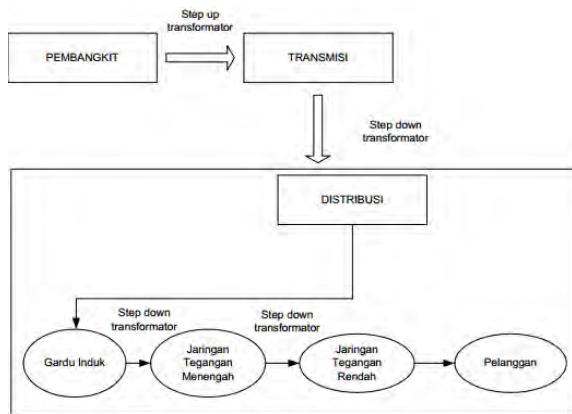 Step up
transformator
PEMBANGKIT
TRANSMISI
Step down
transformator
DISTRIBUSI
Step down
transformator
Step down
transformator
Gardu Induk
Jaringan
Tegangan
Menengah
Jaringan
Tegangan
Rendah
Pelanggan